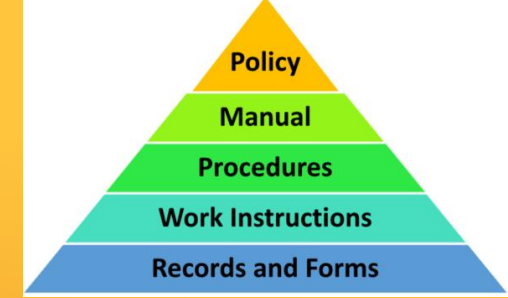 Policy
Manual
Procedures
Work Instructions
Records and Forms